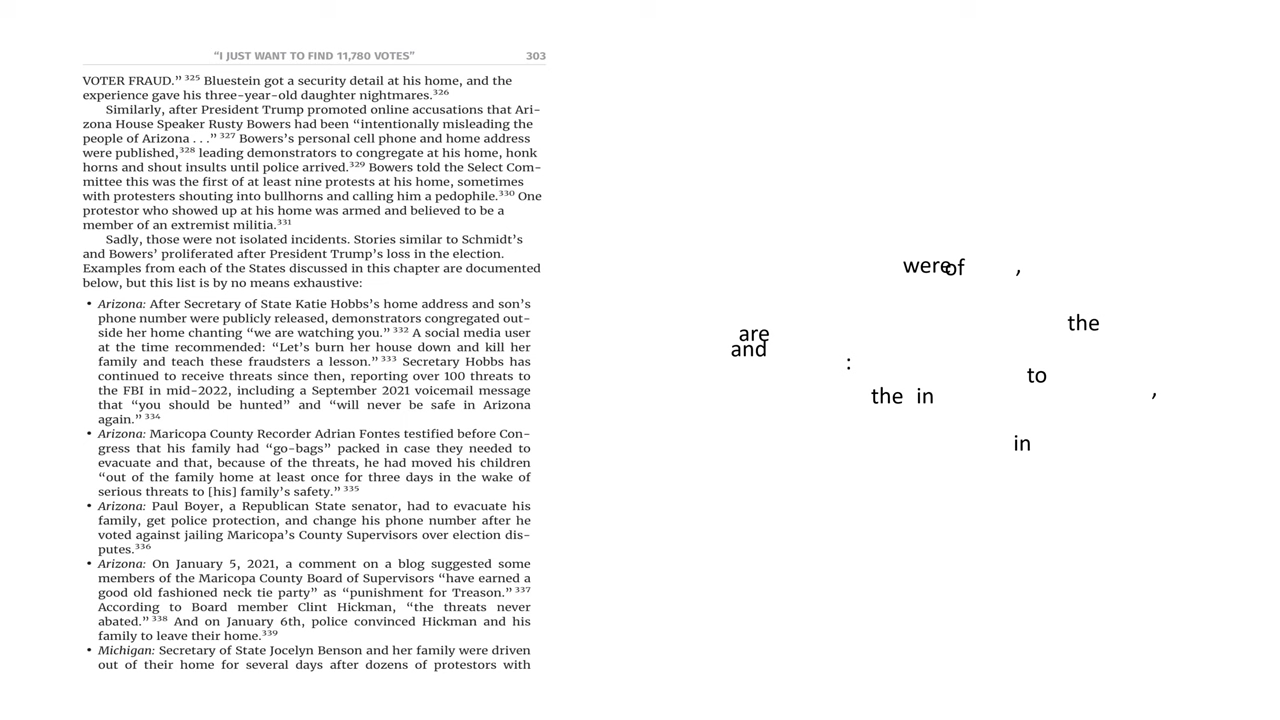 “I JUST WANT TO FIND 11,780 VOTES” 303
VOTER FRAUD.” 325 Bluestein got a security detail at his home, and the
experience gave his three-year-old daughter nightmares.326
Similarly, after President Trump promoted online accusations that Ari-
zona House Speaker Rusty Bowers had been “intentionally misleading the
people of Arizona . . .” 327 Bowers’s personal cell phone and home address
were published,328 leading demonstrators to congregate at his home, honk
horns and shout insults until police arrived.329 Bowers told the Select Com-
mittee this was the first of at least nine protests at his home, sometimes
with protesters shouting into bullhorns and calling him a pedophile.330 One
protestor who showed up at his home was armed and believed to be a
member of an extremist militia.331
Sadly, those were not isolated incidents. Stories similar to Schmidt’s
and Bowers’ proliferated after President Trump’s loss in the election.
Examples from each of the States discussed in this chapter are documented
below, but this list is by no means exhaustive:
• Arizona: After Secretary of State Katie Hobbs’s home address and son’s
phone number were publicly released, demonstrators congregated out-
side her home chanting “we are watching you.” 332 A social media user
at the time recommended: “Let’s burn her house down and kill her
family and teach these fraudsters a lesson.” 333 Secretary Hobbs has
continued to receive threats since then, reporting over 100 threats to
the FBI in mid-2022, including a September 2021 voicemail message
that “you should be hunted” and “will never be safe in Arizona
again.” 334
• Arizona: Maricopa County Recorder Adrian Fontes testified before Con-
gress that his family had “go-bags” packed in case they needed to
evacuate and that, because of the threats, he had moved his children
“out of the family home at least once for three days in the wake of
serious threats to [his] family’s safety.” 335
• Arizona: Paul Boyer, a Republican State senator, had to evacuate his
family, get police protection, and change his phone number after he
voted against jailing Maricopa’s County Supervisors over election dis-
putes.336
• Arizona: On January 5, 2021, a comment on a blog suggested some
members of the Maricopa County Board of Supervisors “have earned a
good old fashioned neck tie party” as “punishment for Treason.” 337
According to Board member Clint Hickman, “the threats never
abated.” 338 And on January 6th, police convinced Hickman and his
family to leave their home.339
• Michigan: Secretary of State Jocelyn Benson and her family were driven
out of their home for several days after dozens of protestors with
were of ,
the
are
and
:
to
the in ,
in